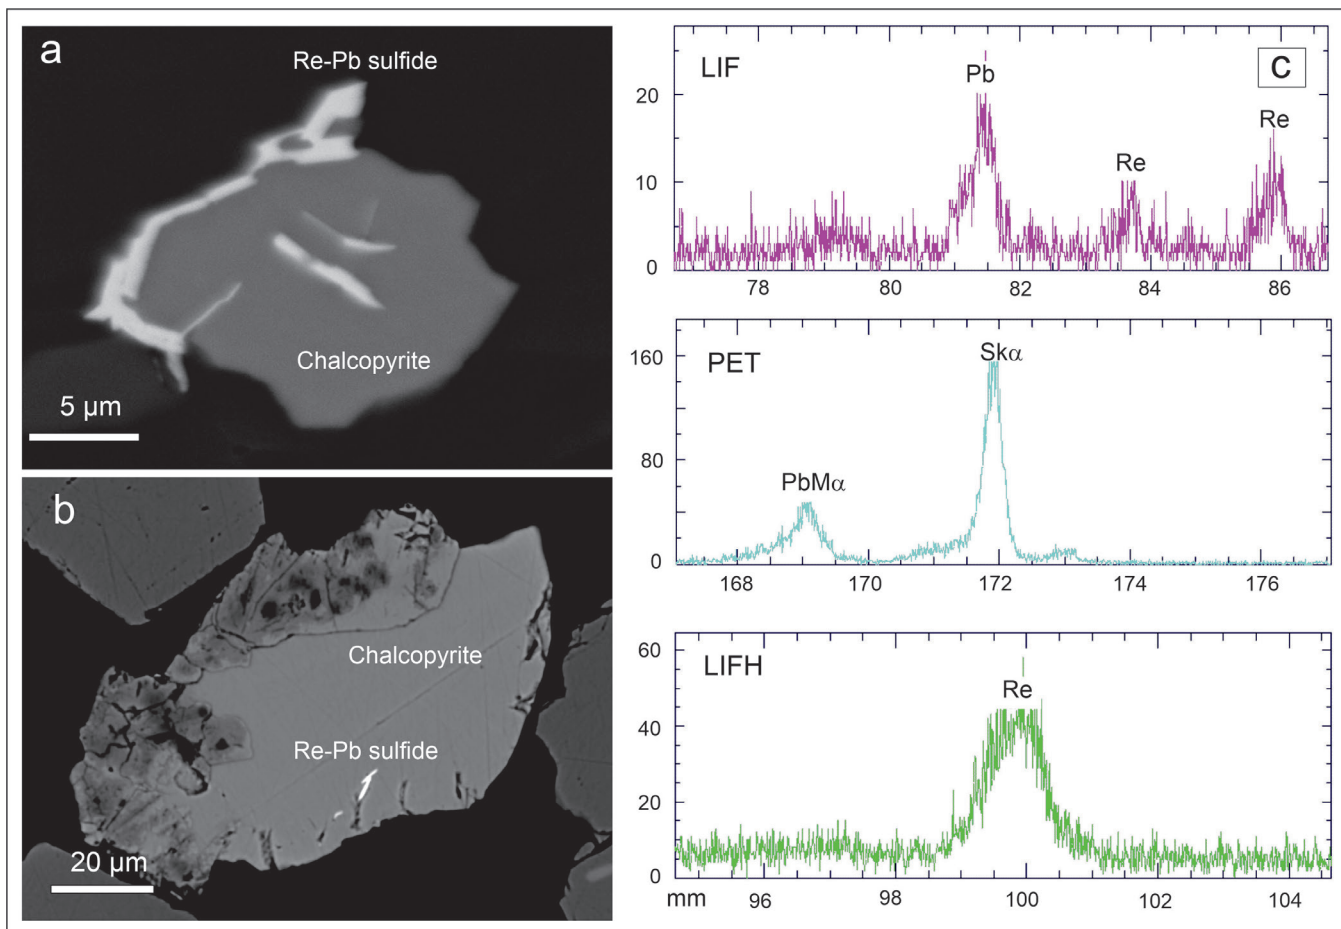 a
Re-Pb sulfide
Chalcopyrite
5 µm
b
Chalcopyrite
Re-Pb sulfide
20 µm
c
LIF
Pb
Re
Re
20
10
0
78 80 82 84 86
PET
Skα
PbMα
160
80
0
168 170 172 174 176
LIFH
Re
60
40
20
0
mm 96 98 100 102 104